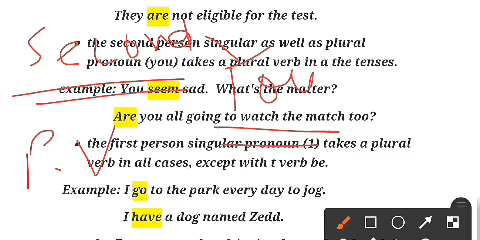 They are not eligible for the test.
the second person singular as well as plural
pronoun (you) takes a plural verb in a the tenses.
example: You seem sad. What's the matter?
Are you all going to watch the match too?
the first person singular pronoun (1) takes a plural
verb in all cases, except with t verb be.
Example: I go to the park every day to jog.
I have a dog named Zedd.
Second
You
P.V